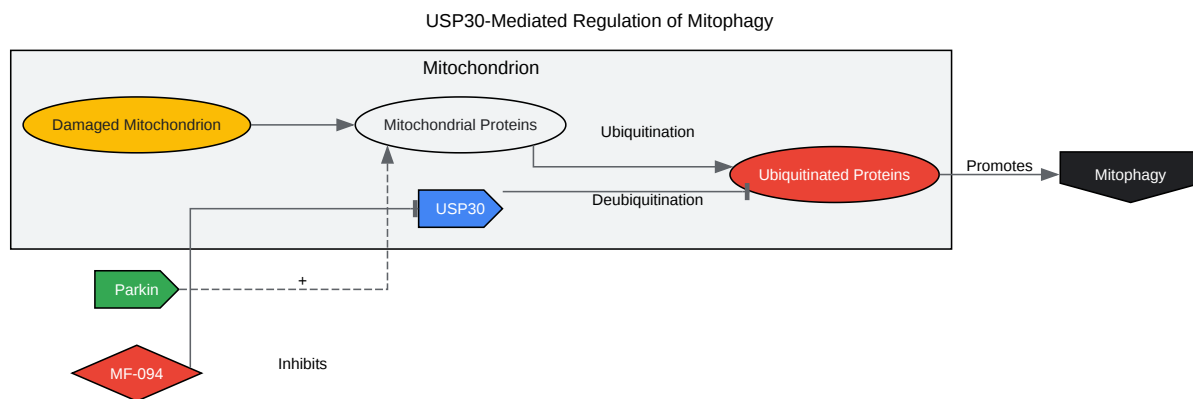 USP30-Mediated Regulation of Mitophagy
Mitochondrion
Damaged Mitochondrion
Mitochondrial Proteins
Ubiquitination
Ubiquitinated Proteins
Promotes
Mitophagy
USP30
Deubiquitination
Parkin
+
MF-094
Inhibits